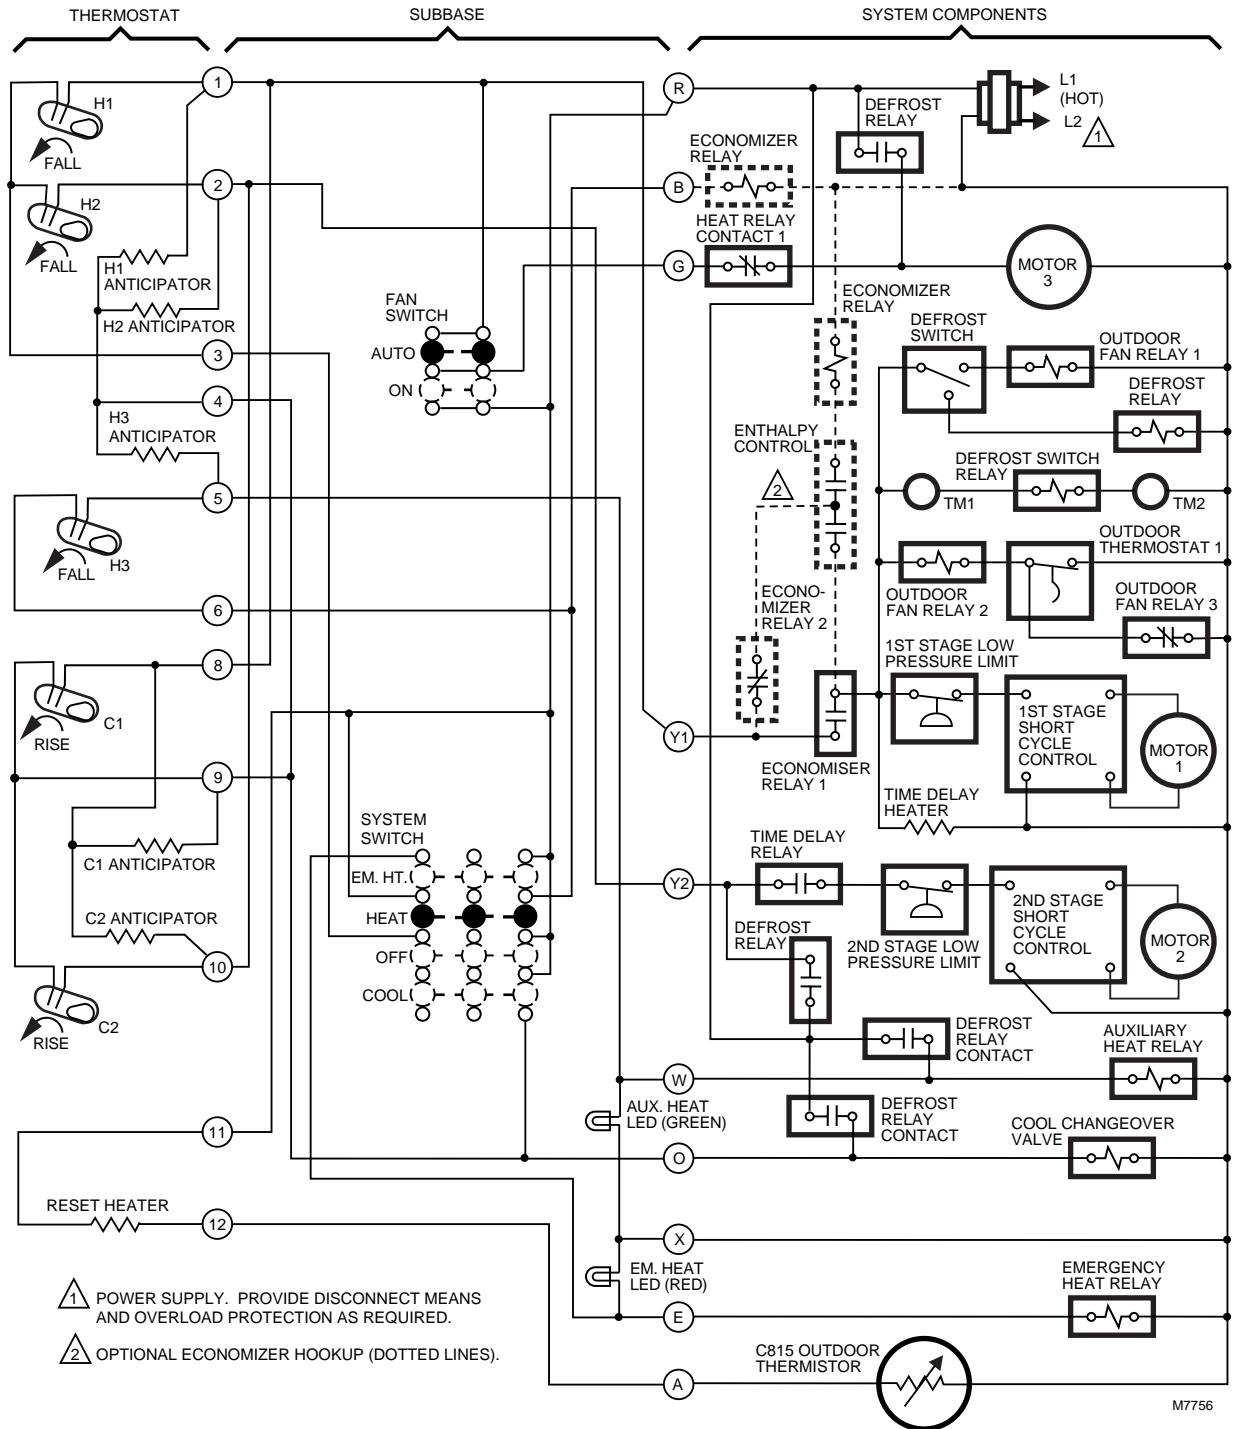 THERMOSTAT
SUBBASE
SYSTEM COMPONENTS
1
H1
FALL
2
H2
FALL
H1
ANTICIPATOR
H2 ANTICIPATOR
3
4
H3
ANTICIPATOR
5
H3
FALL
6
8
C1
RISE
9
C1 ANTICIPATOR
C2 ANTICIPATOR
10
C2
RISE
11
RESET HEATER
12
FAN
SWITCH
AUTO
ON
SYSTEM
SWITCH
EM. HT.
HEAT
OFF
COOL
AUX. HEAT
LED (GREEN)
EM. HEAT
LED (RED)
R
B
G
Y1
Y2
W
O
X
E
A
L1
(HOT)
L2
1
DEFROST
RELAY
ECONOMIZER
RELAY
HEAT RELAY
CONTACT 1
MOTOR
3
ECONOMIZER
RELAY
DEFROST
SWITCH
OUTDOOR
FAN RELAY 1
DEFROST
RELAY
ENTHALPY
CONTROL
2
DEFROST SWITCH
RELAY
TM1
TM2
OUTDOOR
THERMOSTAT 1
OUTDOOR
FAN RELAY 2
OUTDOOR
FAN RELAY 3
ECONO-
MIZER
RELAY 2
1ST STAGE LOW
PRESSURE LIMIT
1ST STAGE
SHORT
CYCLE
CONTROL
MOTOR
1
ECONOMISER
RELAY 1
TIME DELAY
HEATER
TIME DELAY
RELAY
DEFROST
RELAY
2ND STAGE LOW
PRESSURE LIMIT
2ND STAGE
SHORT
CYCLE
CONTROL
MOTOR
2
DEFROST
RELAY
CONTACT
AUXILIARY
HEAT RELAY
DEFROST
RELAY
CONTACT
COOL CHANGEOVER
VALVE
EMERGENCY
HEAT RELAY
C815 OUTDOOR
THERMISTOR
1 POWER SUPPLY. PROVIDE DISCONNECT MEANS
AND OVERLOAD PROTECTION AS REQUIRED.
2 OPTIONAL ECONOMIZER HOOKUP (DOTTED LINES).
M7756